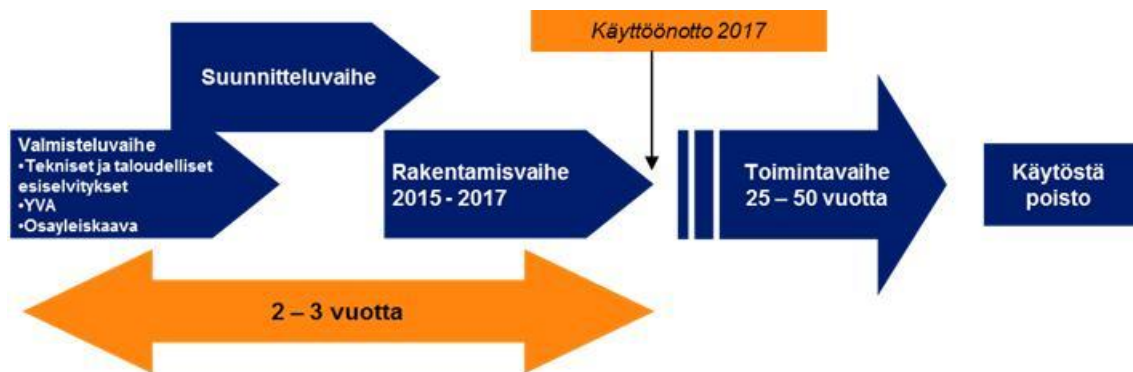 Käyttöönotto 2017
Suunnitteluvaihe
Valmisteluvaihe
•Tekniset ja taloudelliset
esiselvitykset
•YVA
•Osayleiskaava
Rakentamisvaihe
2015 - 2017
Toimintavaihe
25 – 50 vuotta
Käytöstä
poisto
2 – 3 vuotta